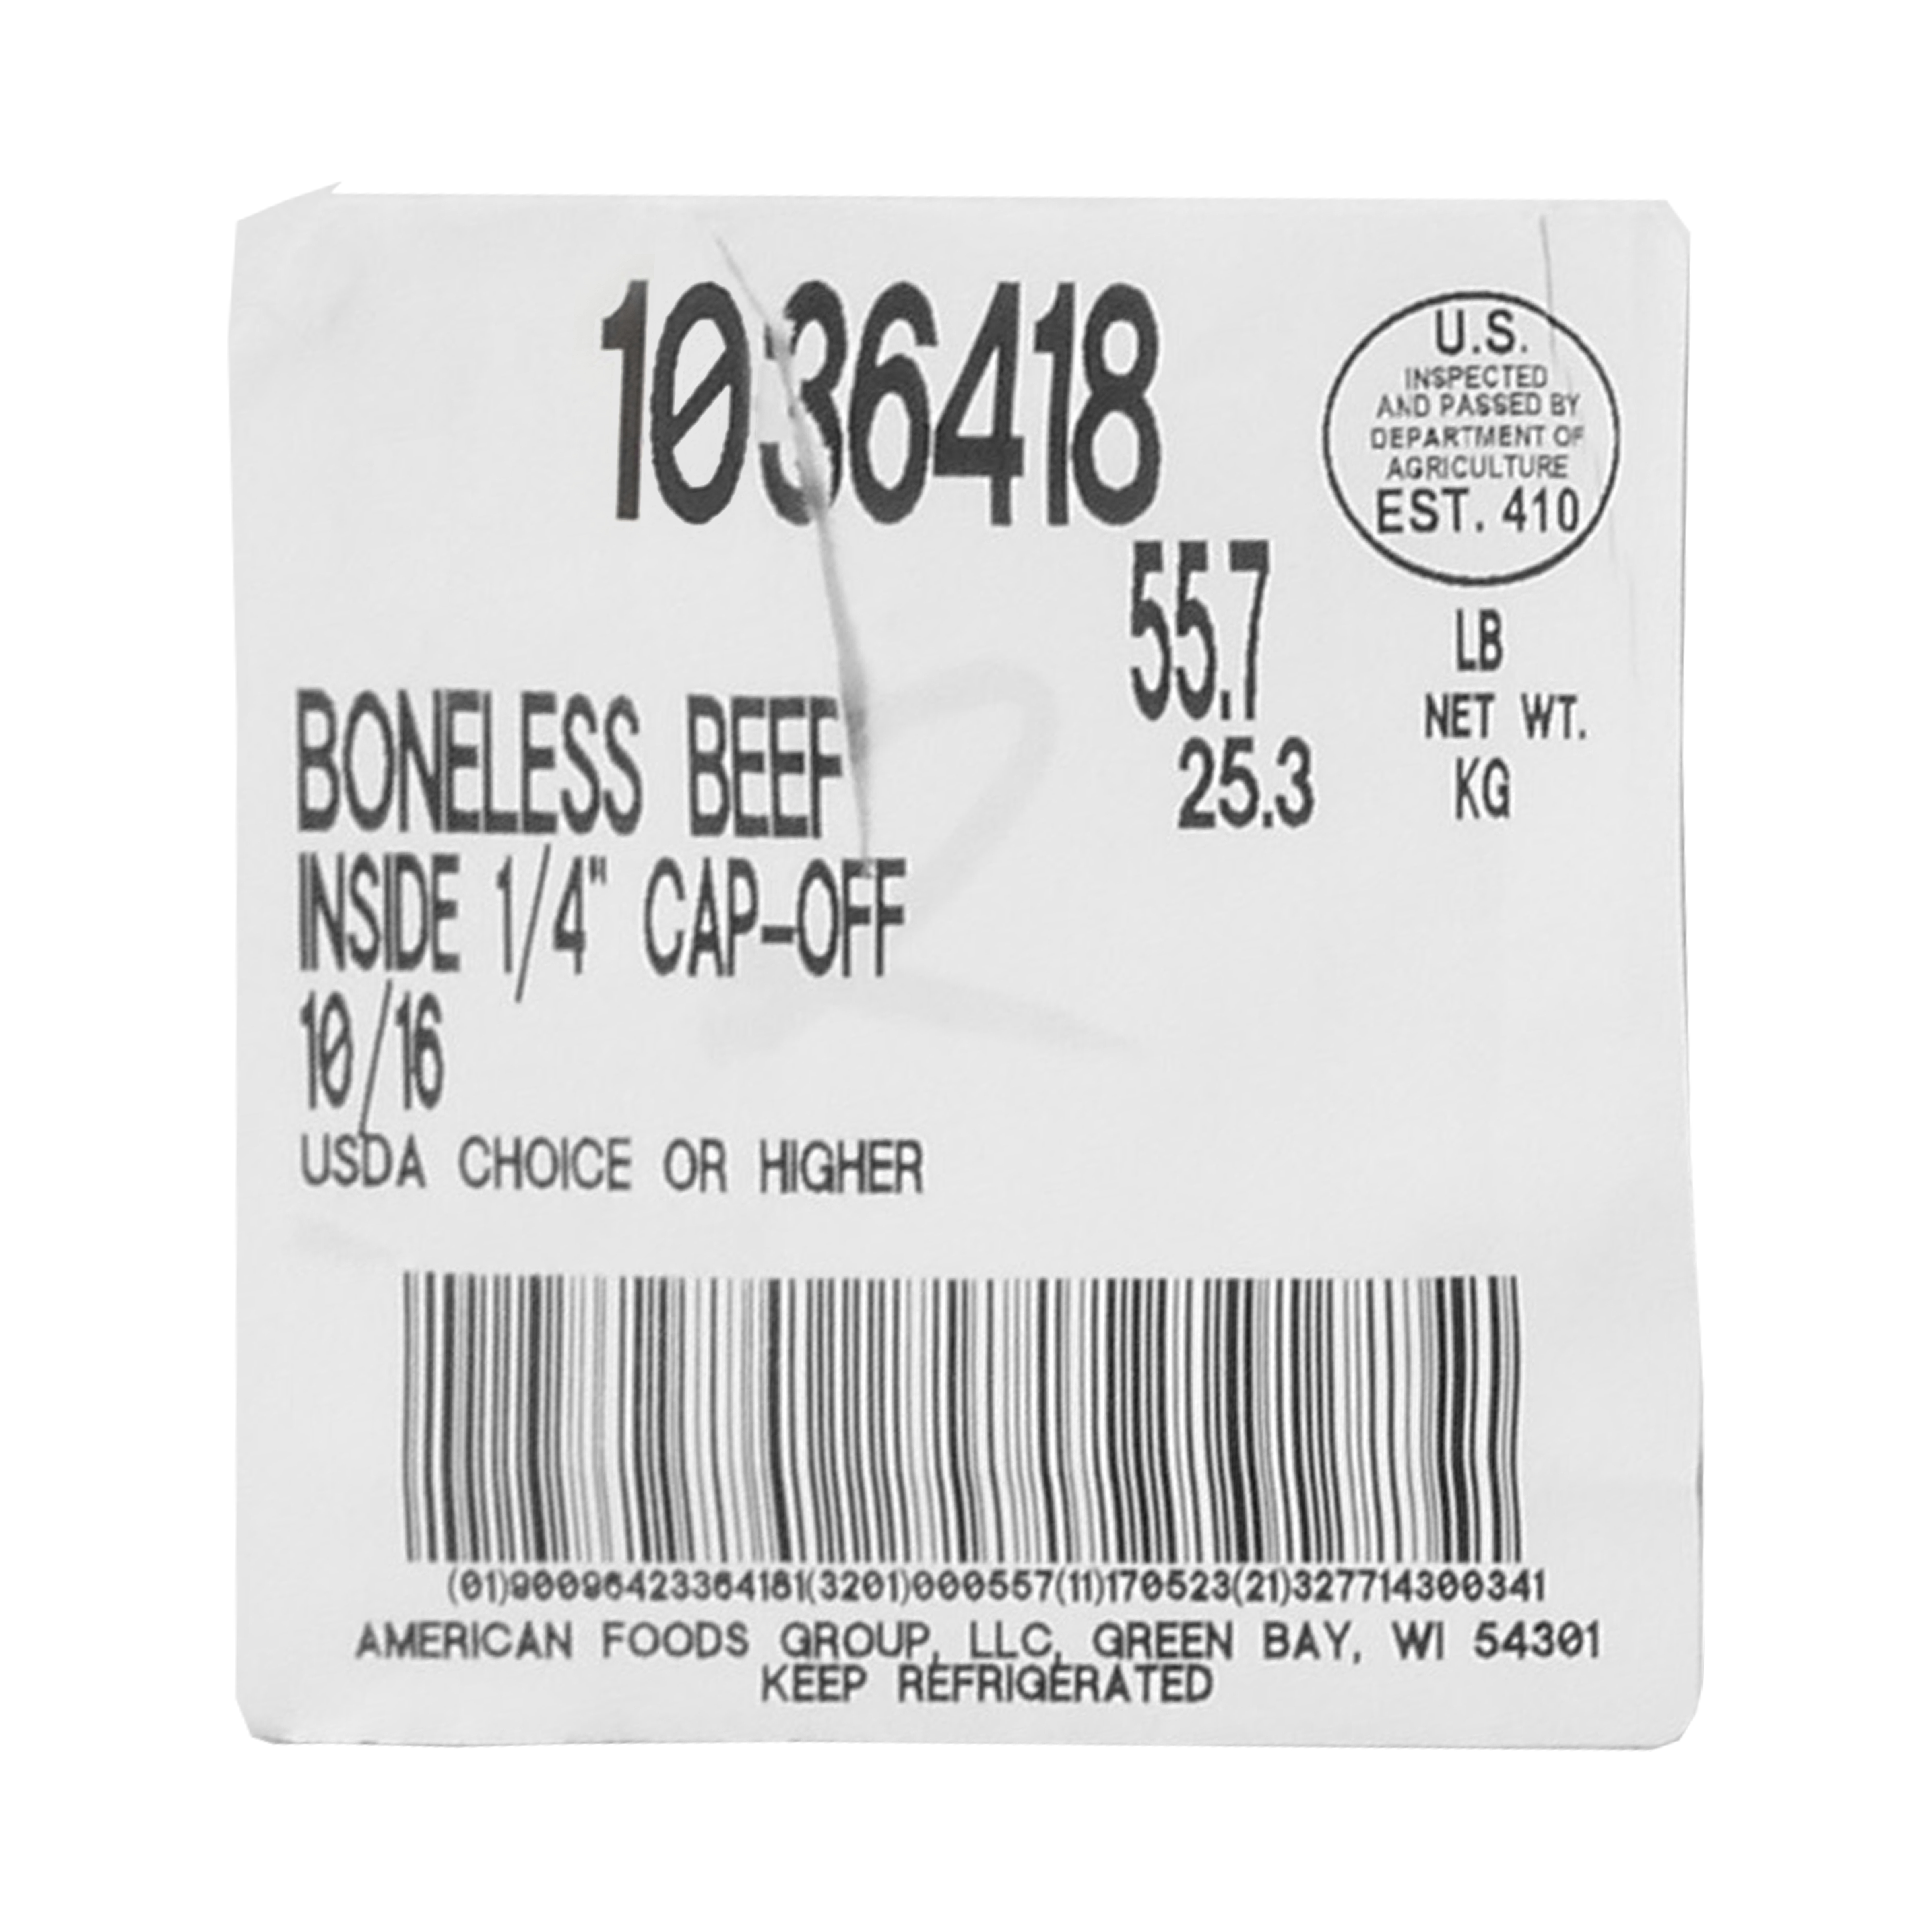 1036418
U.S.
INSPECTED
AND PASSED BY
DEPARTMENT OF
AGRICULTURE
EST. 410
55.7
LB
NET WT.
25.3
KG
BONELESS BEEF
INSIDE 1/4" CAP-OFF
10/16
USDA CHOICE OR HIGHER
(01)90096423364181(3201)000557(11)170523(21)327714300341
AMERICAN FOODS GROUP, LLC, GREEN BAY, WI 54301
KEEP REFRIGERATED